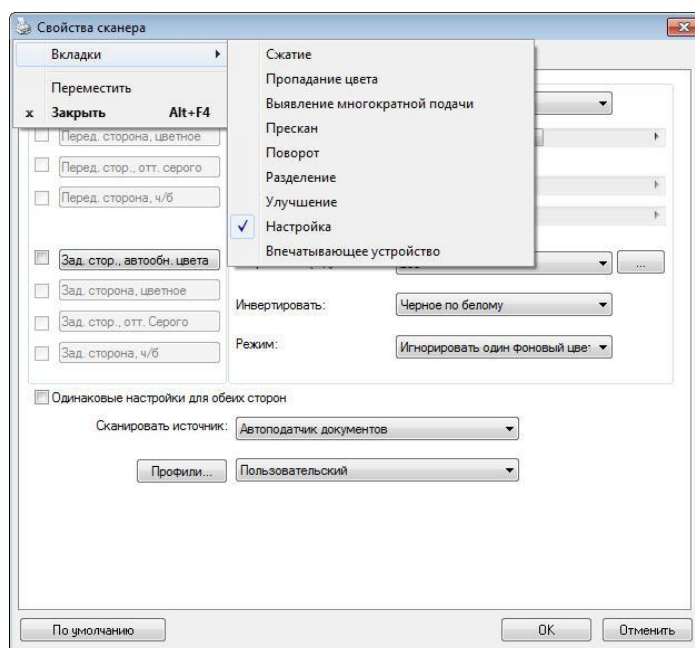 Свойства сканера
Вкладки
Переместить
x Закрыть Alt+F4
Сжатие
Пропадание цвета
Выявление многократной подачи
Прескан
Поворот
Разделение
Улучшение
Настройка
Впечатывающее устройство
Перед. сторона, цветное
Перед. стор., отт. серого
Перед. сторона, ч/б
Зад. стор., автообн. цвета
...
Зад. сторона, цветное
Инвертировать: Черное по белому
Зад. стор., отт. Серого
Режим: Игнорировать один фоновый цве
Зад. сторона, ч/б
Одинаковые настройки для обеих сторон
Сканировать источник: Автоподатчик документов
Профили... Пользовательский
По умолчанию OK Отменить